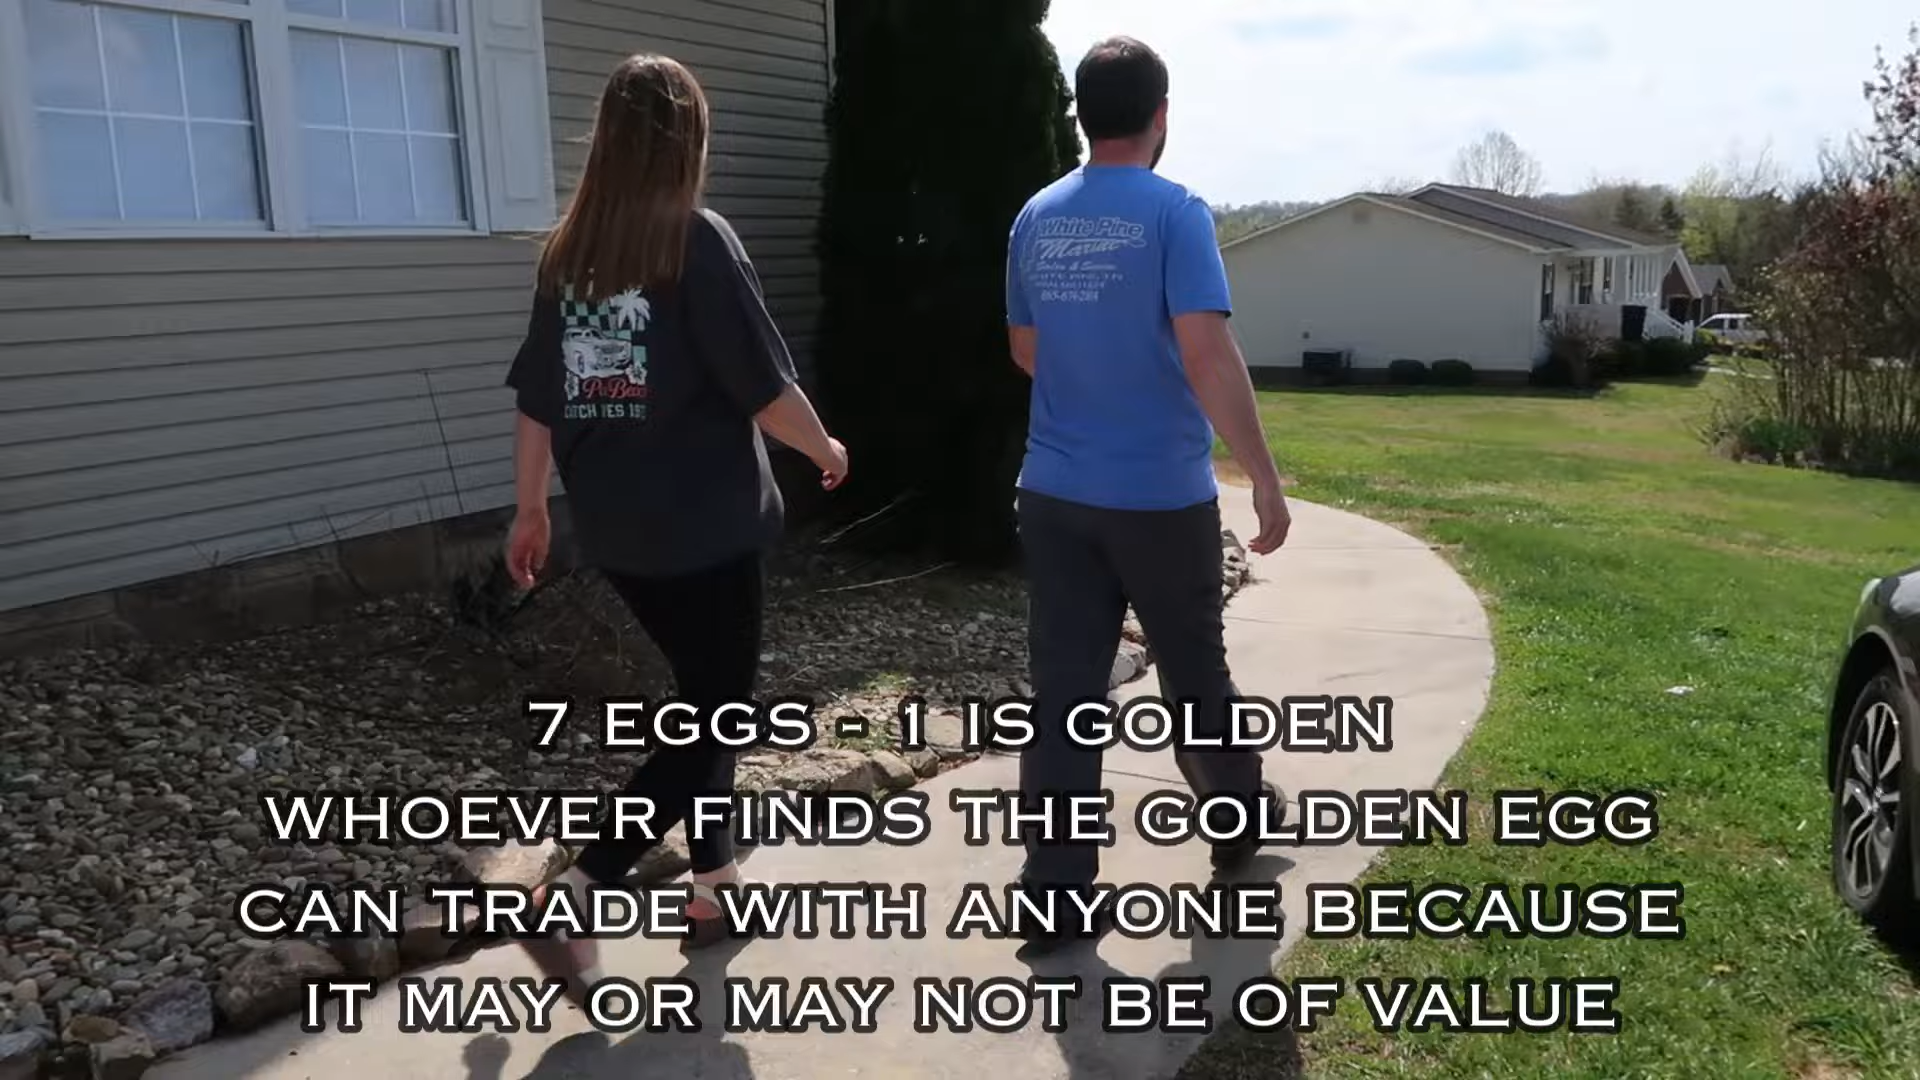 White Pine
Marine
7 EGGS - 1 IS GOLDEN
WHOEVER FINDS THE GOLDEN EGG
CAN TRADE WITH ANYONE BECAUSE
IT MAY OR MAY NOT BE OF VALUE